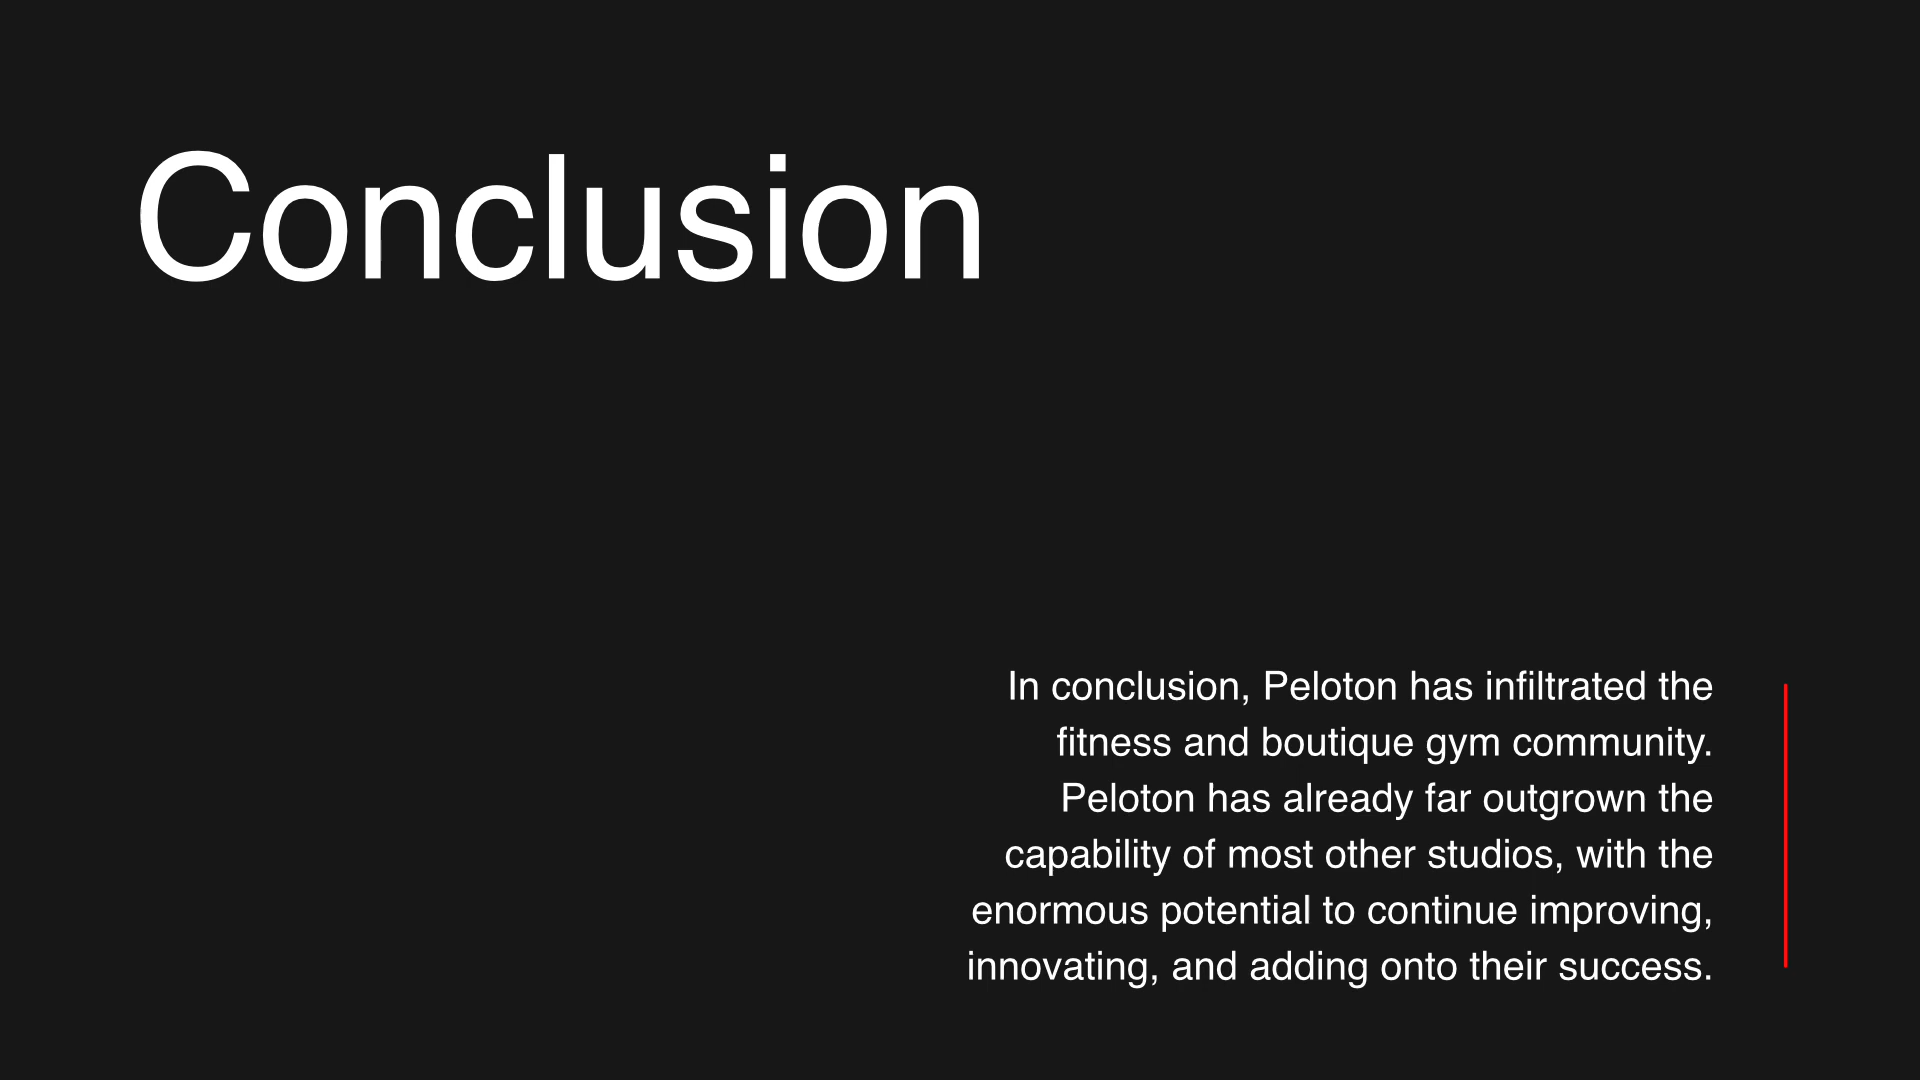 Conclusion
In conclusion, Peloton has infiltrated the
fitness and boutique gym community.
Peloton has already far outgrown the
capability of most other studios, with the
enormous potential to continue improving,
innovating, and adding onto their success.